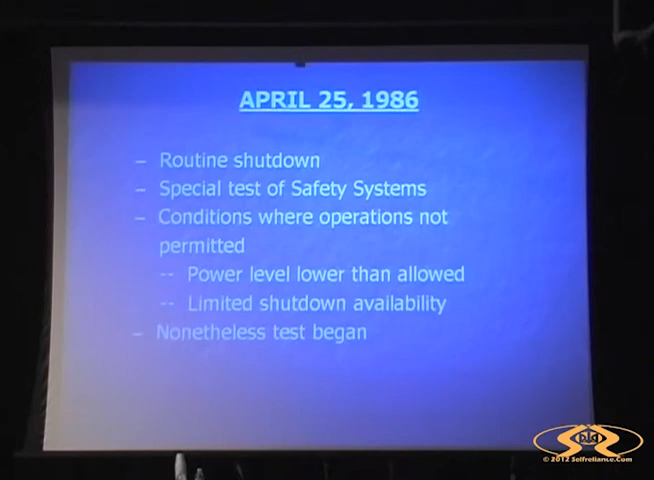 APRIL 25, 1986
– Routine shutdown
– Special test of Safety Systems
– Conditions where operations not
permitted
-- Power level lower than allowed
-- Limited shutdown availability
– Nonetheless test began
© 2012 Selfreliance.Com